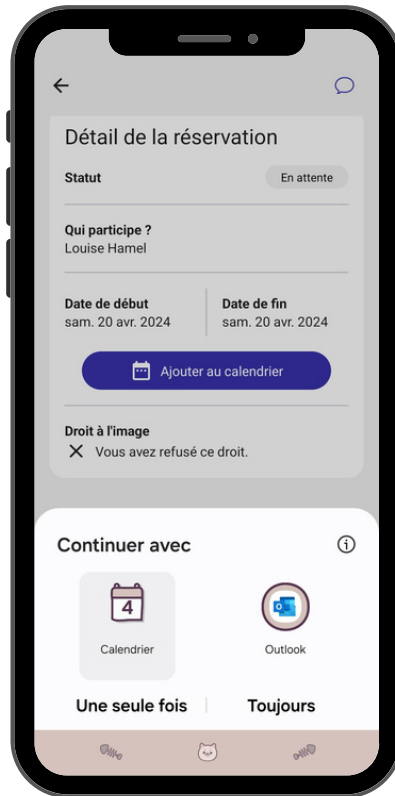 Détail de la réservation
Statut
En attente
Qui participe ?
Louise Hamel
Date de début
Date de fin
sam. 20 avr. 2024
sam. 20 avr. 2024
Ajouter au calendrier
Droit à l'image
Vous avez refusé ce droit.
Continuer avec
4
Calendrier
Outlook
Une seule fois
Toujours